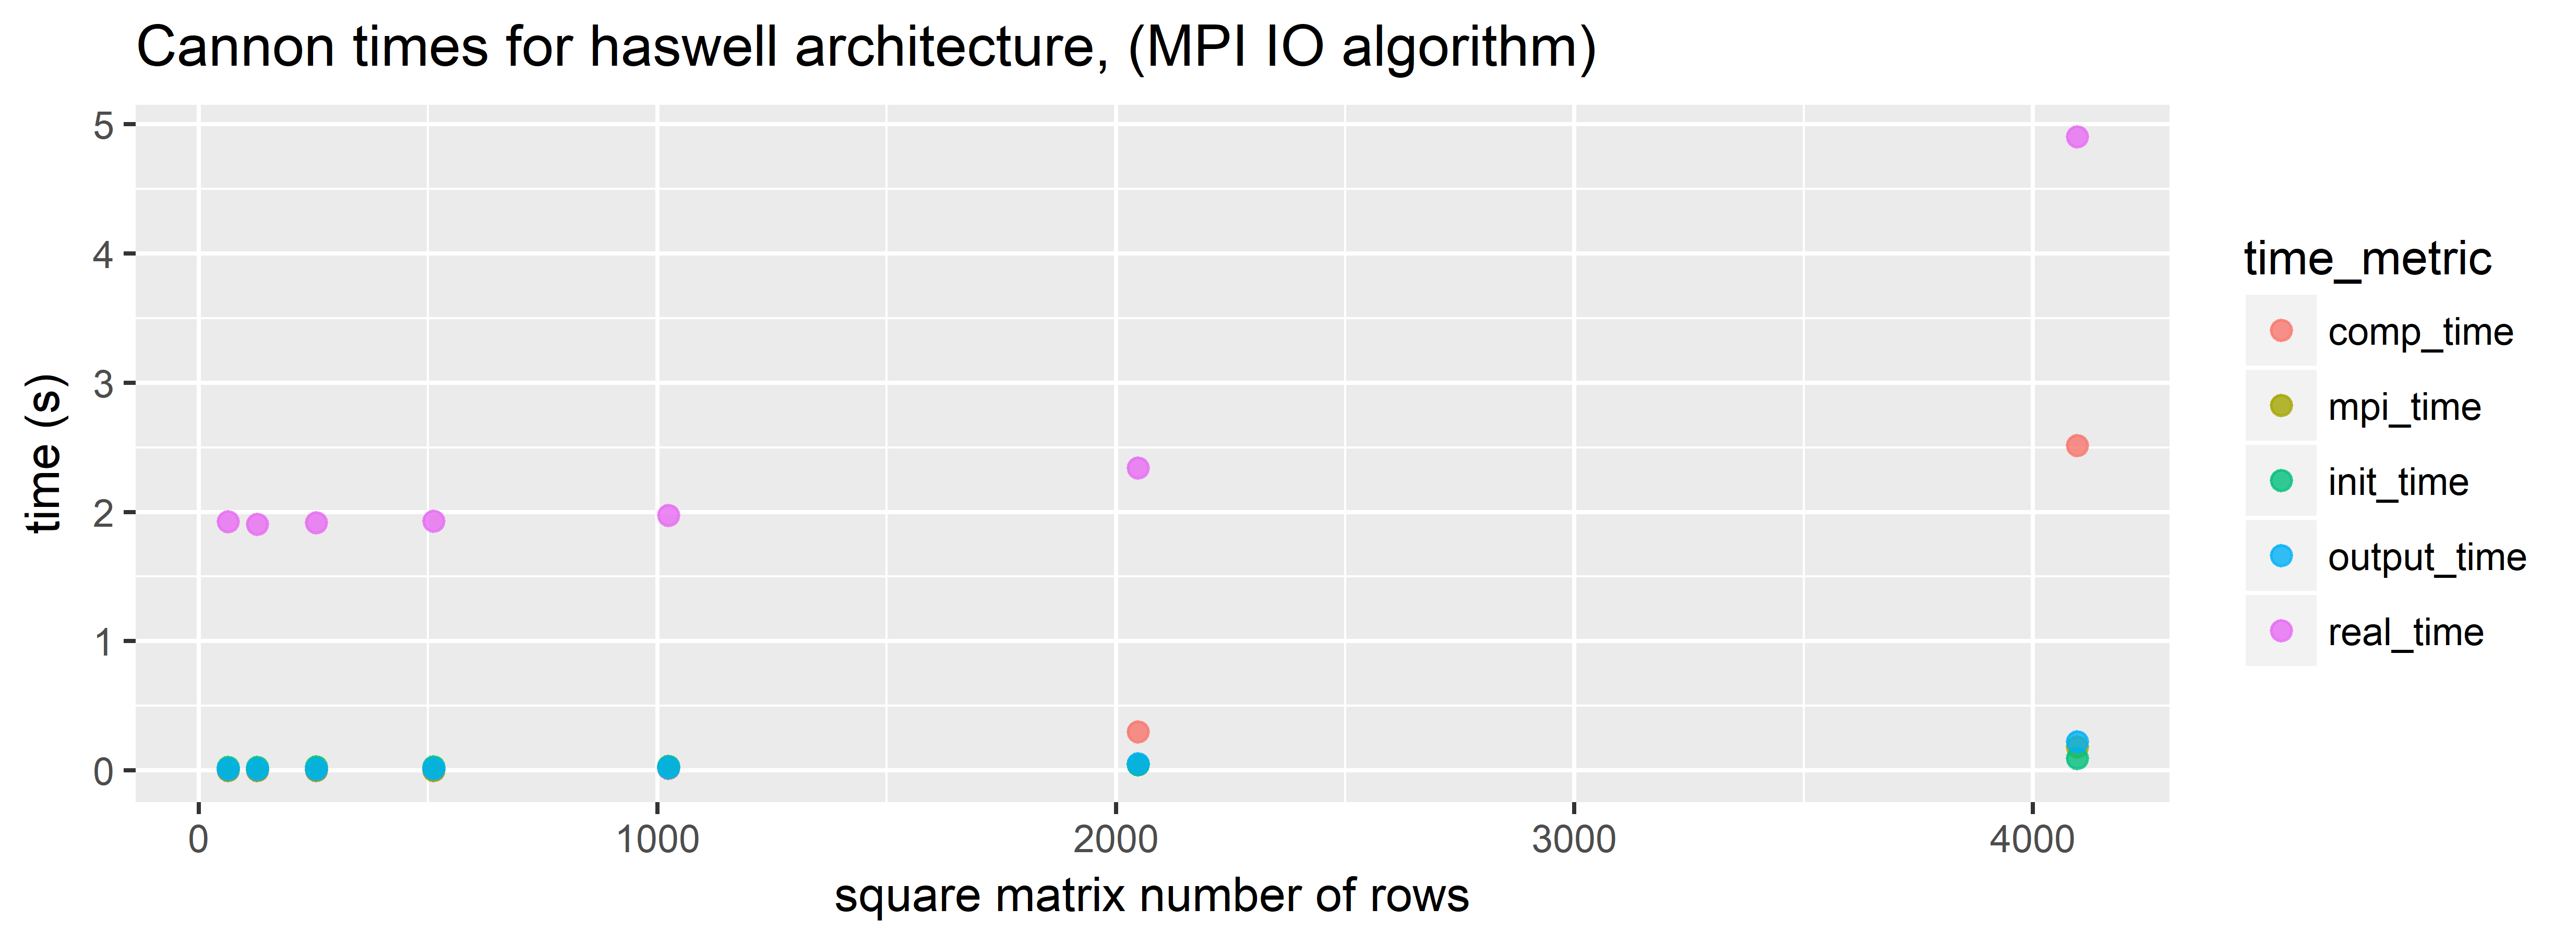 Cannon times for haswell architecture, (MPI IO algorithm)
5
4
3
2
1
0
time (s)
0 1000 2000 3000 4000
square matrix number of rows
time_metric
comp_time
mpi_time
init_time
output_time
real_time